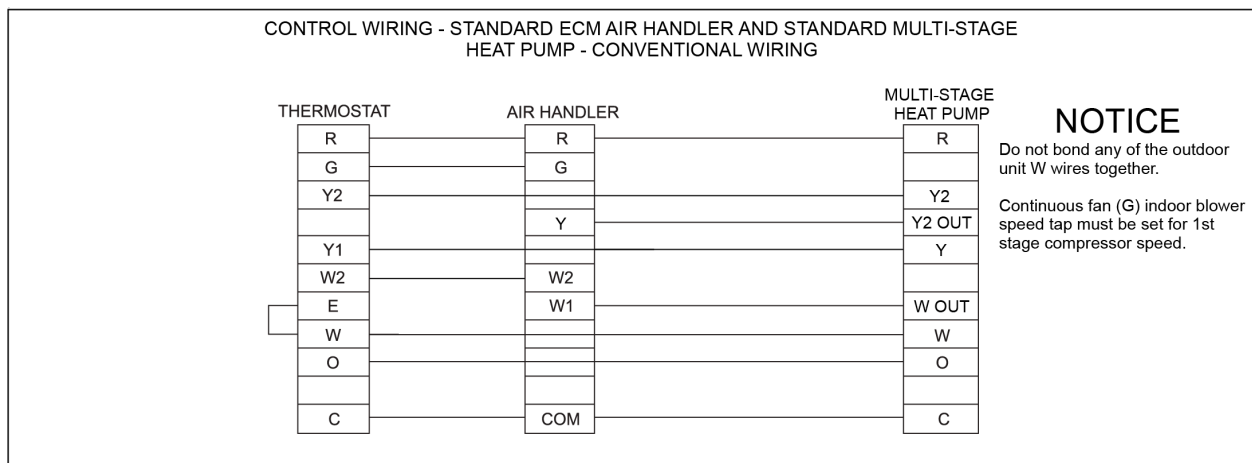 CONTROL WIRING - STANDARD ECM AIR HANDLER AND STANDARD MULTI-STAGE
HEAT PUMP - CONVENTIONAL WIRING
THERMOSTAT
AIR HANDLER
MULTI-STAGE
HEAT PUMP
R R R
G G
Y2 Y2
Y Y2 OUT
Y1 Y
W2 W2
E W1 W OUT
W W
O O
C COM C
NOTICE
Do not bond any of the outdoor
unit W wires together.
Continuous fan (G) indoor blower
speed tap must be set for 1st
stage compressor speed.